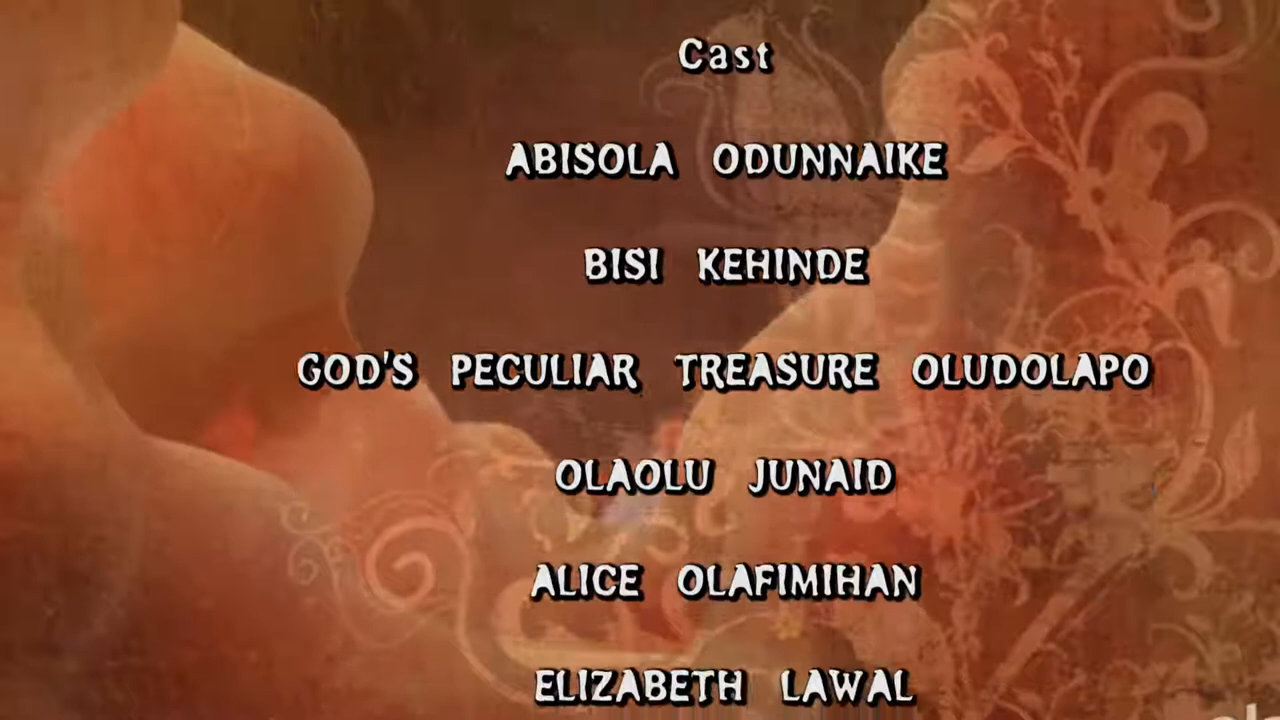 Cast
ABISOLA ODUNNAIKE
BISI KEHINDE
GOD'S PECULIAR TREASURE OLUDOLAPO
OLAOLU JUNAID
ALICE OLAFIMIHAN
ELIZABETH LAWAL